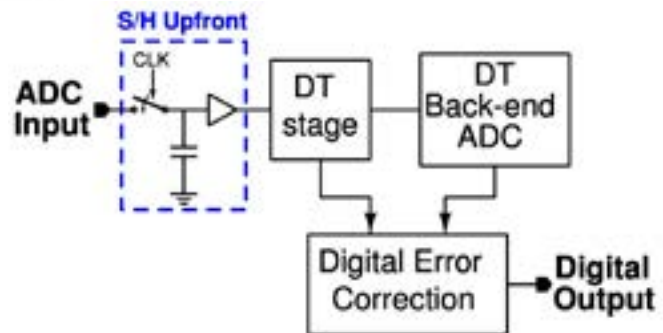 S/H Upfront
CLK
ADC
Input
DT
stage
DT
Back-end
ADC
Digital Error
Correction
Digital
Output